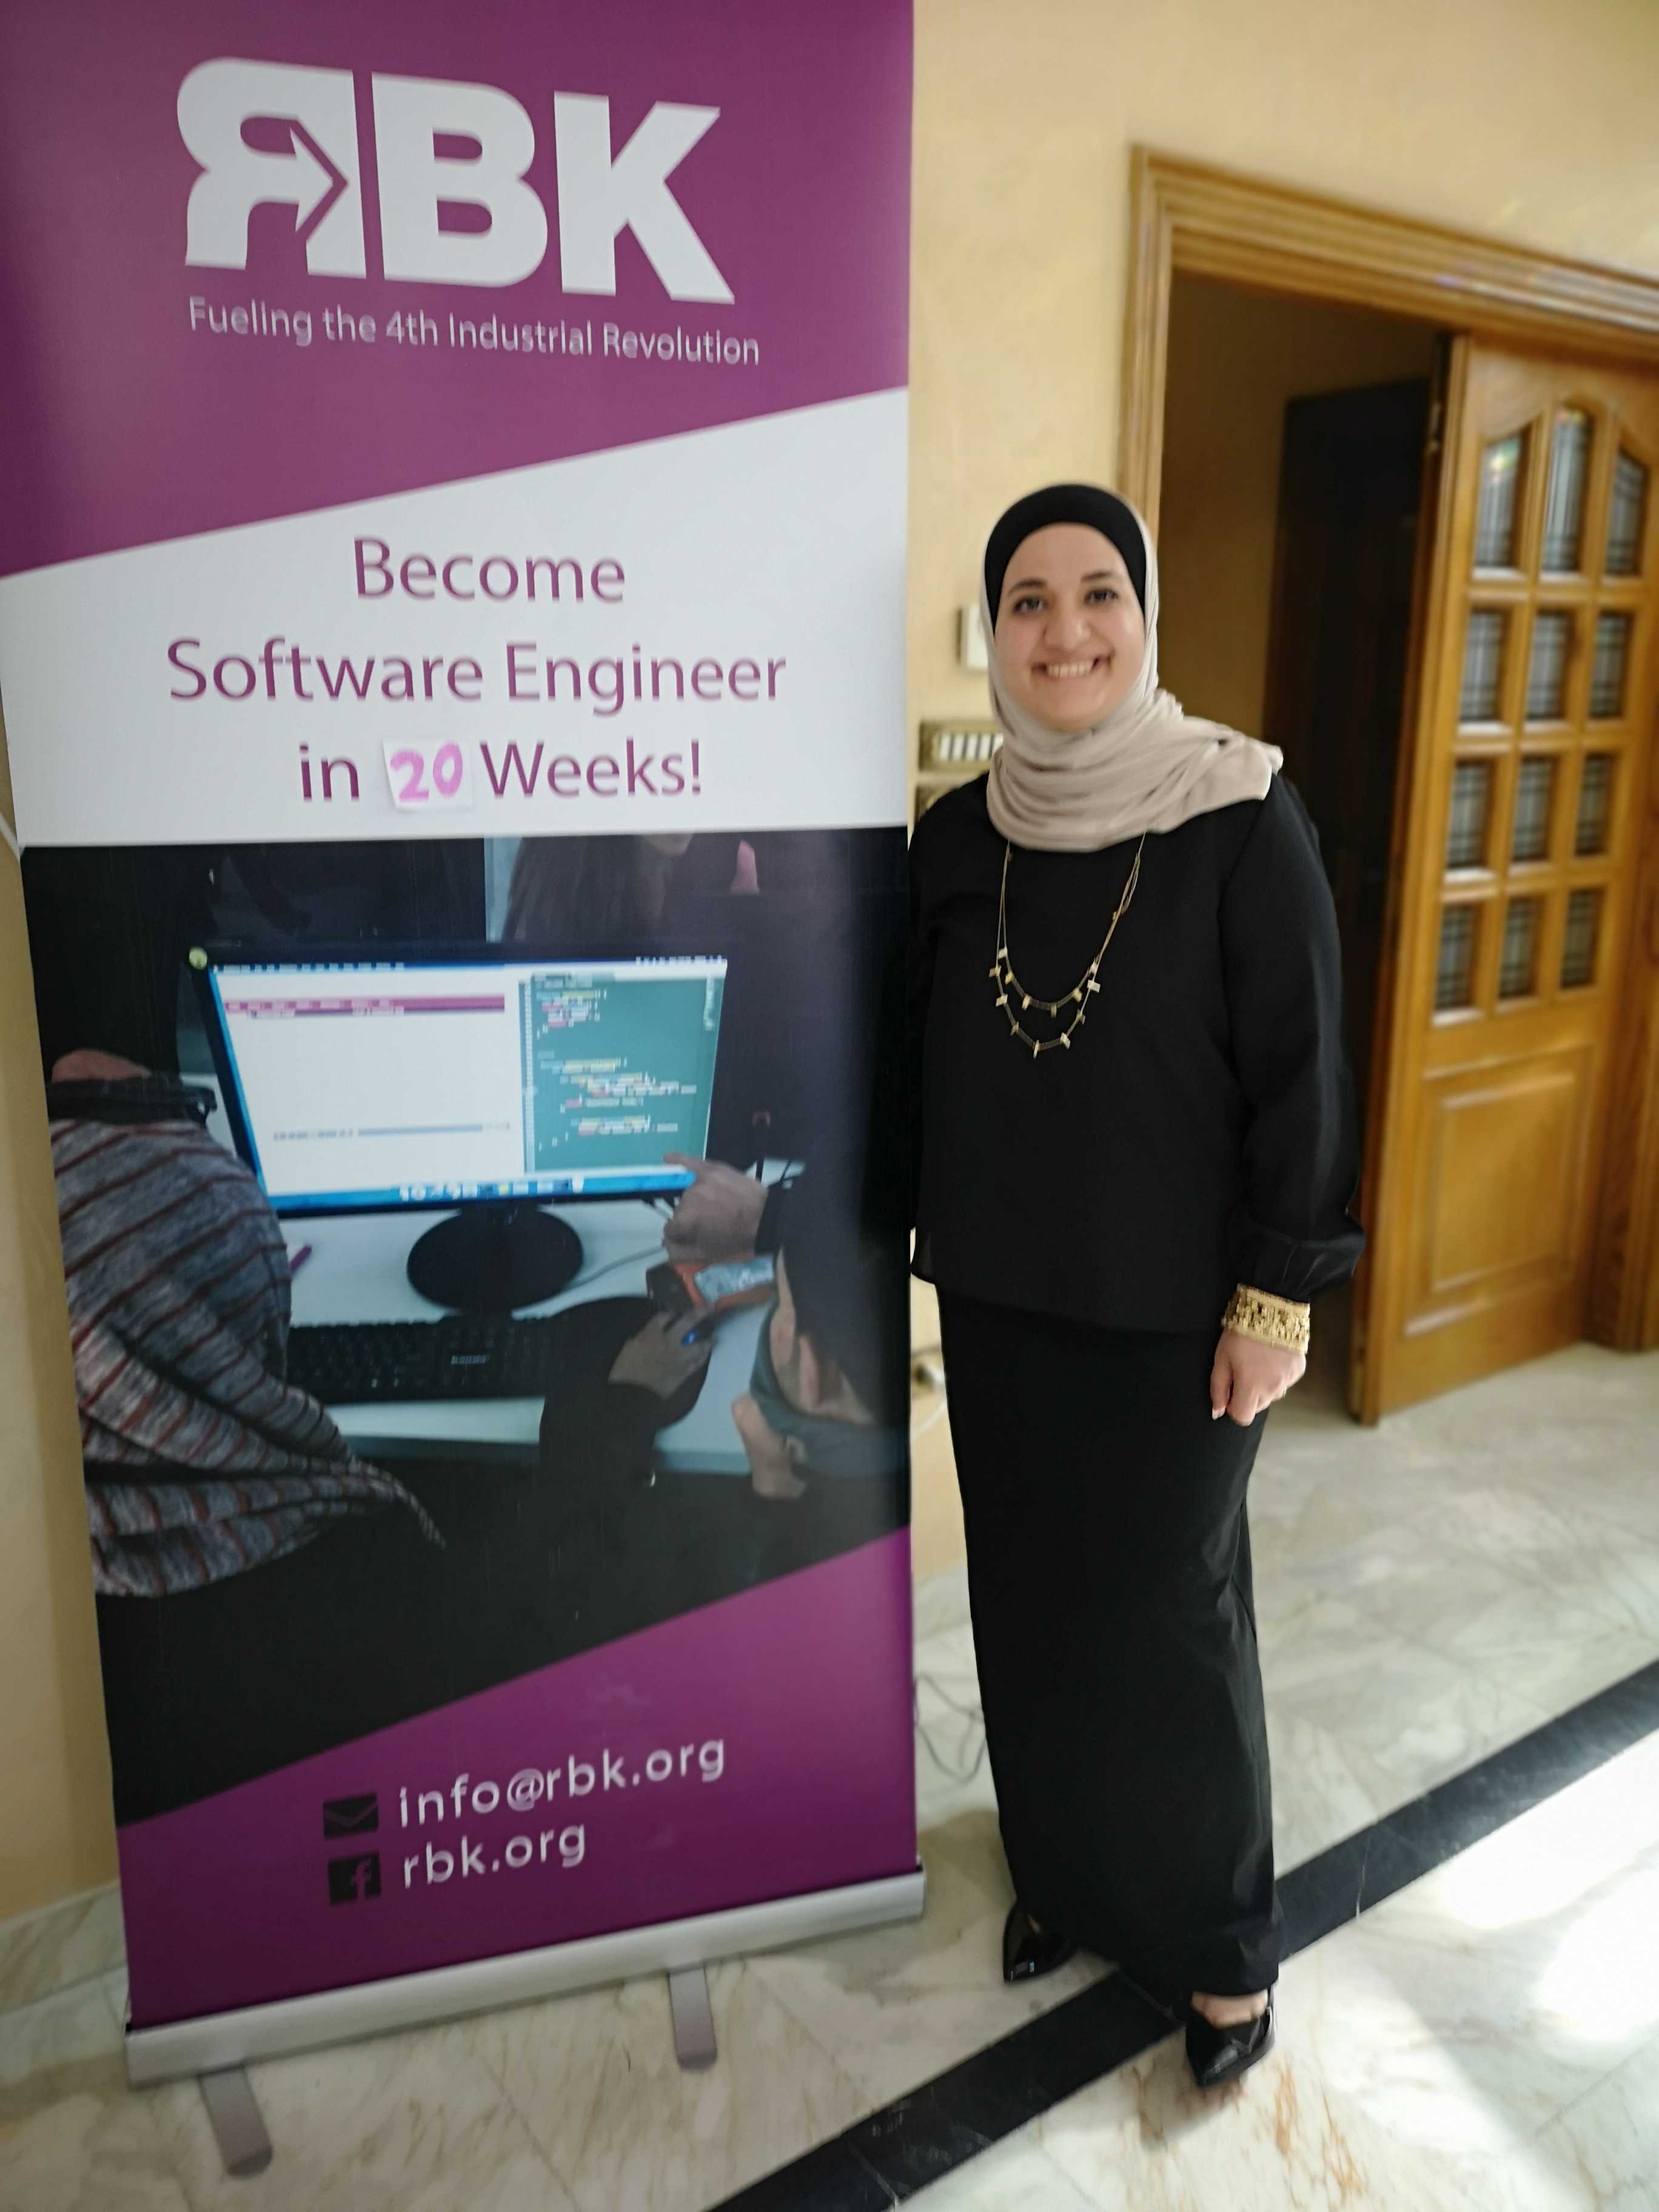 RBK
Fueling the 4th Industrial Revolution
Become
Software Engineer
in 20 Weeks!
info@rbk.org
rbk.org